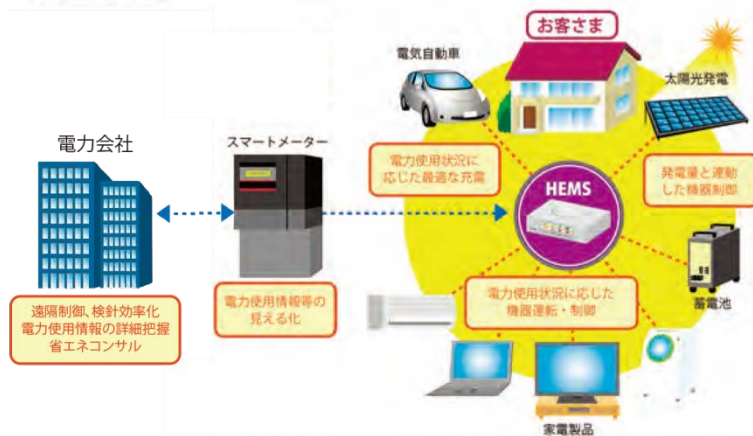 お客さま
電気自動車
太陽光発電
電力会社
スマートメーター
電力使用状況に
応じた最適な充電
HEMS
発電量と連動
した機器制御
遠隔制御、検針効率化
電力使用情報の詳細把握
省エネコンサル
電力使用情報等の
見える化
電力使用状況に応じた
機器運転・制御
蓄電池
家電製品